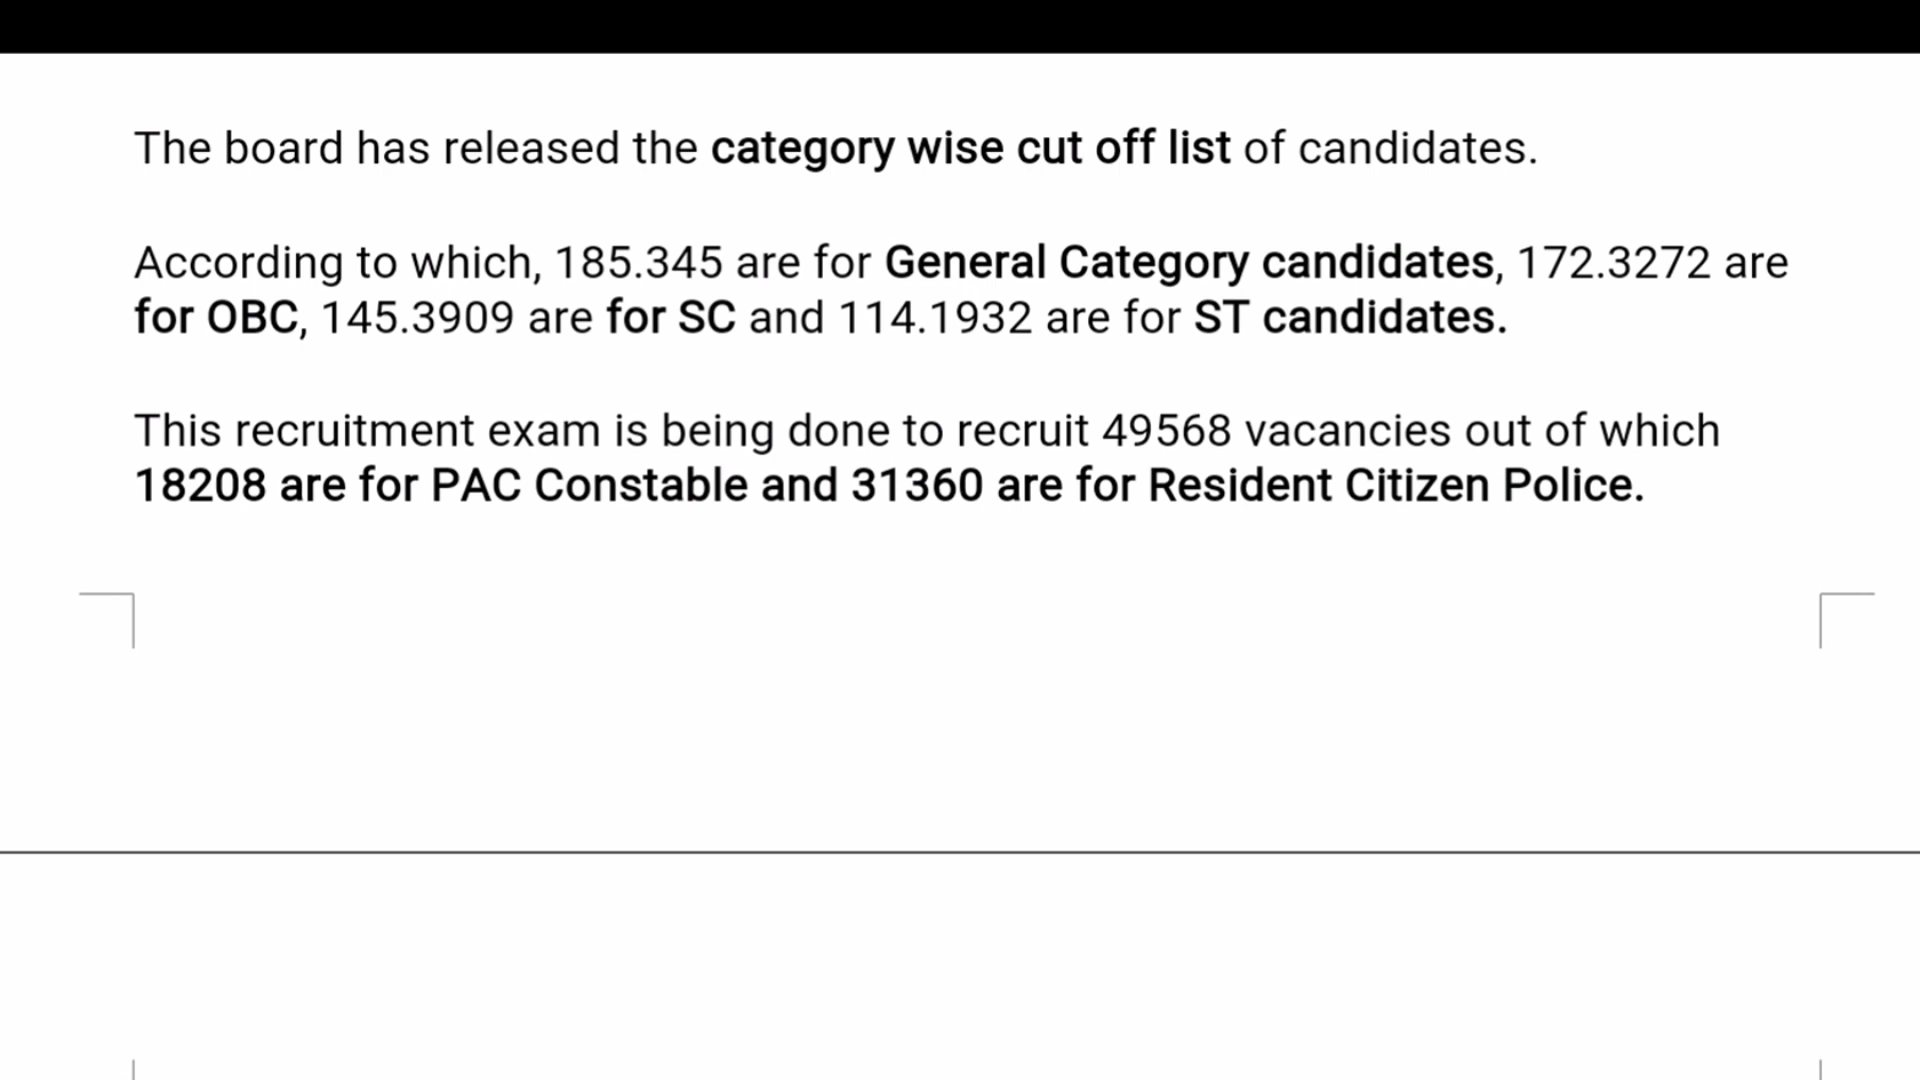 The board has released the category wise cut off list of candidates.
According to which, 185.345 are for General Category candidates, 172.3272 are
for OBC, 145.3909 are for SC and 114.1932 are for ST candidates.
This recruitment exam is being done to recruit 49568 vacancies out of which
18208 are for PAC Constable and 31360 are for Resident Citizen Police.